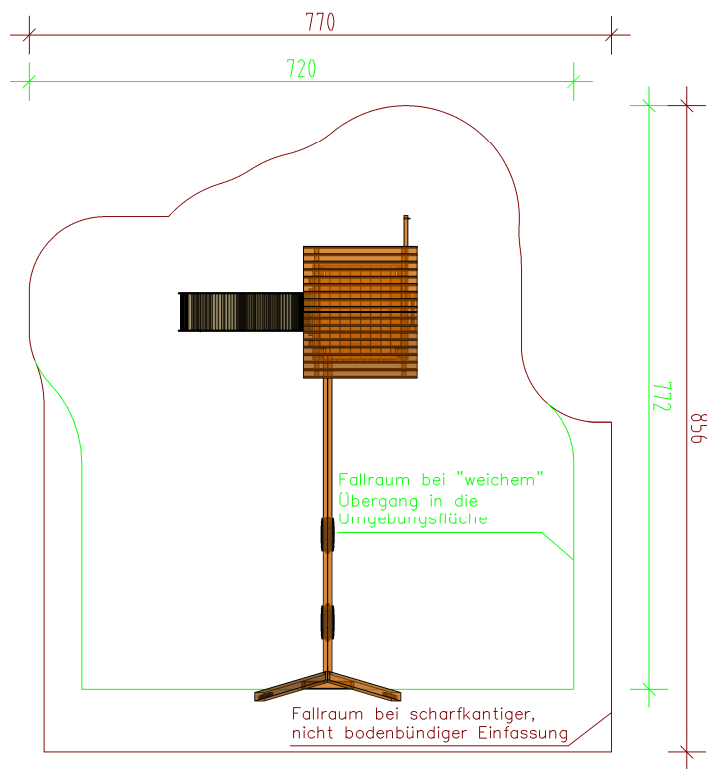 770
720
772
856
Fallraum bei "weichem"
Übergang in die
Umgebungsfläche
Fallraum bei scharfkantiger,
nicht bodenbündiger Einfassung